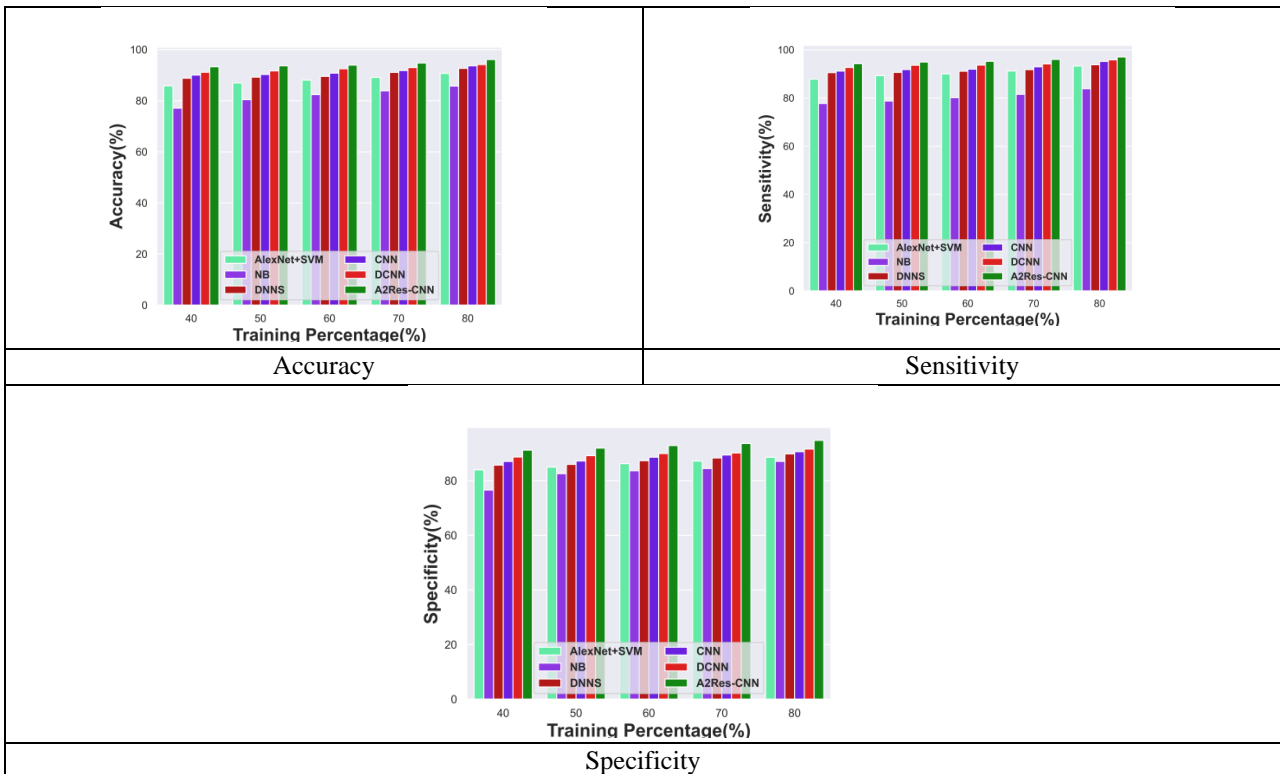 100
80
60
40
20
0
Accuracy(%)
AlexNet+SVM CNN
NB DCNN
DNNS A2Res-CNN
40 50 60 70 80
Training Percentage(%)
Accuracy
100
80
60
40
20
0
Sensitivity(%)
AlexNet+SVM CNN
NB DCNN
DNNS A2Res-CNN
40 50 60 70 80
Training Percentage(%)
Sensitivity
80
60
40
20
0
Specificity(%)
AlexNet+SVM CNN
NB DCNN
DNNS A2Res-CNN
40 50 60 70 80
Training Percentage(%)
Specificity